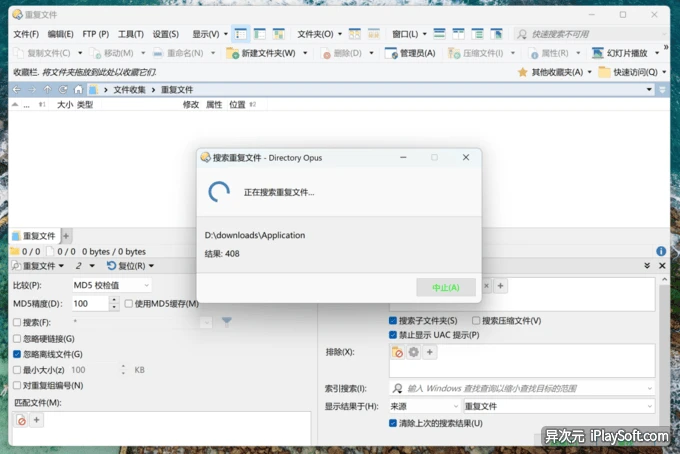 重复文件
文件(F) 编辑(E) FTP (P) 工具(T) 设置(S) 显示(V) 文件夹(O) 窗口(L) 快速搜索不可用
复制文件(C) 移动(M) 重命名(N) 新建文件夹(W) 删除(D) 管理员(A) 压缩文件(I) 属性(R) 幻灯片播放
收藏栏. 将文件夹拖放到此处以收藏它们. 其他收藏夹(A) 快速访问(Q)
文件收集 重复文件
... 大小 类型 修改 属性 位置
搜索重复文件 - Directory Opus
正在搜索重复文件...
D:\downloads\Application
结果: 408
中止(A)
重复文件
0 / 0 0 / 0 0 bytes / 0 bytes
重复文件 2 复位(R)
比较(P): MD5 校验值
MD5精度(D): 100 使用MD5缓存(M)
搜索(F): *
忽略硬链接(G)
忽略离线文件(G)
最小大小(z) 100 KB
对重复组编号(N)
匹配文件(M):
搜索子文件夹(S) 搜索压缩文件(V)
禁止显示 UAC 提示(P)
排除(X):
索引搜索(I): 输入 Windows 查找查询以缩小查找目标的范围
显示结果于(H): 来源 重复文件
清除上次的搜索结果(U)
异次元 iPlaySoft.com